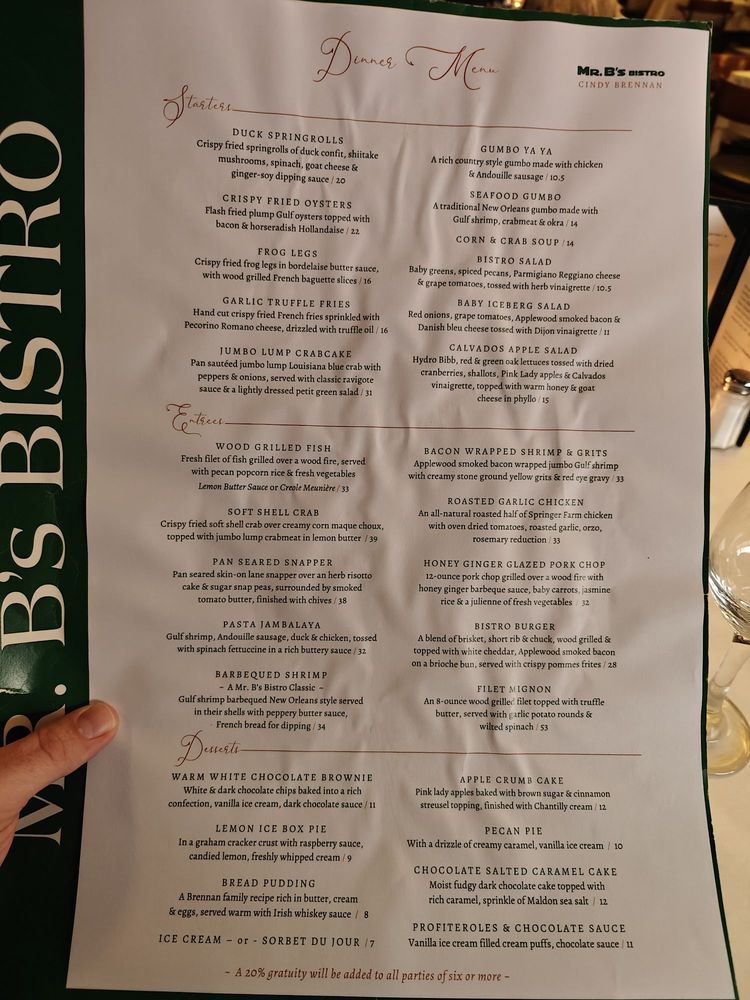 MR. B's BISTRO
Dinner Menu
MR. B'S BISTRO
CINDY BRENNAN
Starters
DUCK SPRINGROLLS
Crispy fried springrolls of duck confit, shiitake
mushrooms, spinach, goat cheese &
ginger-soy dipping sauce / 20
CRISPY FRIED OYSTERS
Flash fried plump Gulf oysters topped with
bacon & horseradish Hollandaise / 22
FROG LEGS
Crispy fried frog legs in bordelaise butter sauce,
with wood grilled French baguette slices / 16
GARLIC TRUFFLE FRIES
Hand cut crispy fried French fries sprinkled with
Pecorino Romano cheese, drizzled with truffle oil / 16
JUMBO LUMP CRABCAKE
Pan sautéed jumbo lump Louisiana blue crab with
peppers & onions, served with classic ravigote
sauce & a lightly dressed petit green salad / 31
GUMBO YA YA
A rich country style gumbo made with chicken
& Andouille sausage / 10.5
SEAFOOD GUMBO
A traditional New Orleans gumbo made with
Gulf shrimp, crabmeat & okra / 14
CORN & CRAB SOUP / 14
BISTRO SALAD
Baby greens, spiced pecans, Parmigiano Reggiano cheese
& grape tomatoes, tossed with herb vinaigrette / 10.5
BABY ICEBERG SALAD
Red onions, grape tomatoes, Applewood smoked bacon &
Danish bleu cheese tossed with Dijon vinaigrette / 11
CALVADOS APPLE SALAD
Hydro Bibb, red & green oak lettuces tossed with dried
cranberries, shallots, Pink Lady apples & Calvados
vinaigrette, topped with warm honey & goat
cheese in phyllo / 15
Entrees
WOOD GRILLED FISH
Fresh filet of fish grilled over a wood fire, served
with pecan popcorn rice & fresh vegetables
Lemon Butter Sauce or Creole Meunière / 33
SOFT SHELL CRAB
Crispy fried soft shell crab over creamy corn maque choux,
topped with jumbo lump crabmeat in lemon butter / 39
PAN SEARED SNAPPER
Pan seared skin-on lane snapper over an herb risotto
cake & sugar snap peas, surrounded by smoked
tomato butter, finished with chives / 38
PASTA JAMBALAYA
Gulf shrimp, Andouille sausage, duck & chicken, tossed
with spinach fettuccine in a rich buttery sauce / 32
BARBEQUED SHRIMP
~ A Mr. B's Bistro Classic ~
Gulf shrimp barbequed New Orleans style served
in their shells with peppery butter sauce,
French bread for dipping / 34
BACON WRAPPED SHRIMP & GRITS
Applewood smoked bacon wrapped jumbo Gulf shrimp
with creamy stone ground yellow grits & red eye gravy / 33
ROASTED GARLIC CHICKEN
An all-natural roasted half of Springer Farm chicken
with oven dried tomatoes, roasted garlic, orzo,
rosemary reduction / 33
HONEY GINGER GLAZED PORK CHOP
12-ounce pork chop grilled over a wood fire with
honey ginger barbeque sauce, baby carrots, jasmine
rice & a julienne of fresh vegetables / 32
BISTRO BURGER
A blend of brisket, short rib & chuck, wood grilled &
topped with white cheddar, Applewood smoked bacon
on a brioche bun, served with crispy pommes frites / 28
FILET MIGNON
An 8-ounce wood grilled filet topped with truffle
butter, served with garlic potato rounds &
wilted spinach / 53
Desserts
WARM WHITE CHOCOLATE BROWNIE
White & dark chocolate chips baked into a rich
confection, vanilla ice cream, dark chocolate sauce / 11
LEMON ICE BOX PIE
In a graham cracker crust with raspberry sauce,
candied lemon, freshly whipped cream / 9
BREAD PUDDING
A Brennan family recipe rich in butter, cream
& eggs, served warm with Irish whiskey sauce / 8
ICE CREAM – or - SORBET DU JOUR / 7
APPLE CRUMB CAKE
Pink lady apples baked with brown sugar & cinnamon
streusel topping, finished with Chantilly cream / 12
PECAN PIE
With a drizzle of creamy caramel, vanilla ice cream / 10
CHOCOLATE SALTED CARAMEL CAKE
Moist fudgy dark chocolate cake topped with
rich caramel, sprinkle of Maldon sea salt / 12
PROFITEROLES & CHOCOLATE SAUCE
Vanilla ice cream filled cream puffs, chocolate sauce / 11
~ A 20% gratuity will be added to all parties of six or more ~